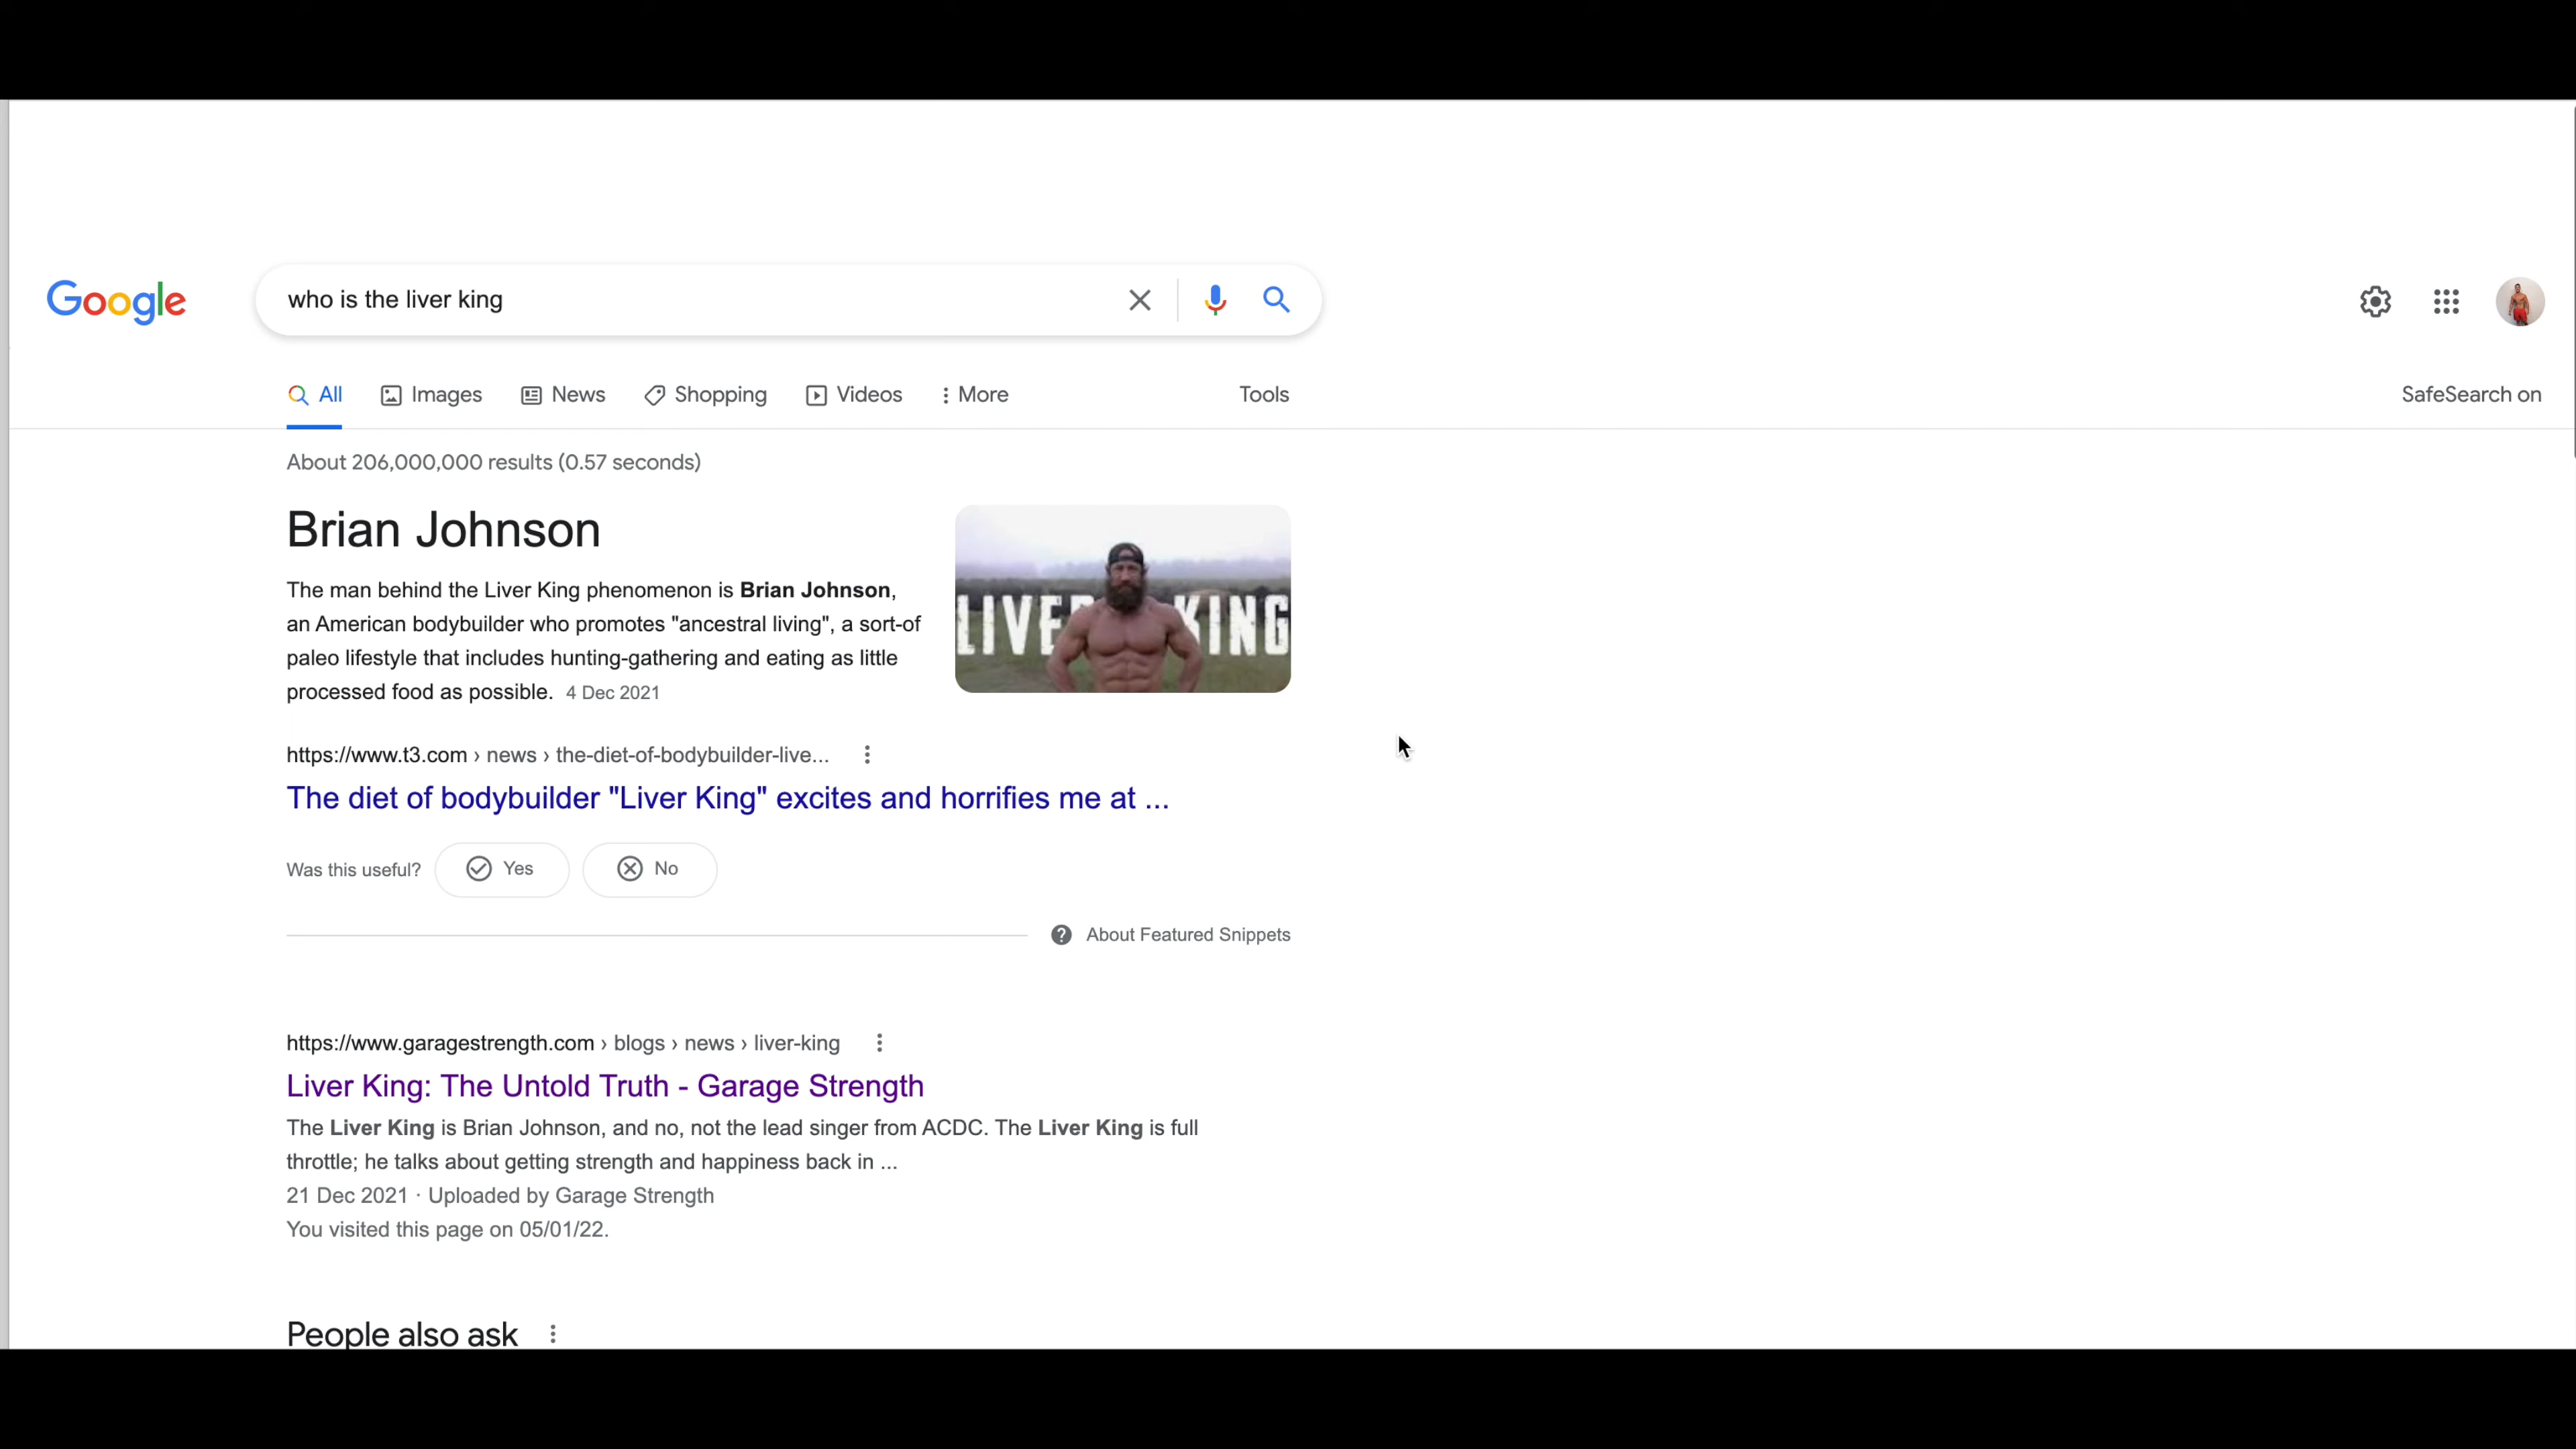 Google
who is the liver king
All
Images
News
Shopping
Videos
More
Tools
SafeSearch on
About 206,000,000 results (0.57 seconds)
Brian Johnson
The man behind the Liver King phenomenon is Brian Johnson,
an American bodybuilder who promotes "ancestral living", a sort-of
paleo lifestyle that includes hunting-gathering and eating as little
processed food as possible. 4 Dec 2021
LIVER KING
https://www.t3.com › news › the-diet-of-bodybuilder-live...
The diet of bodybuilder "Liver King" excites and horrifies me at ...
Was this useful?
Yes
No
About Featured Snippets
https://www.garagestrength.com › blogs › news › liver-king
Liver King: The Untold Truth - Garage Strength
The Liver King is Brian Johnson, and no, not the lead singer from ACDC. The Liver King is full
throttle; he talks about getting strength and happiness back in ...
21 Dec 2021 · Uploaded by Garage Strength
You visited this page on 05/01/22.
People also ask